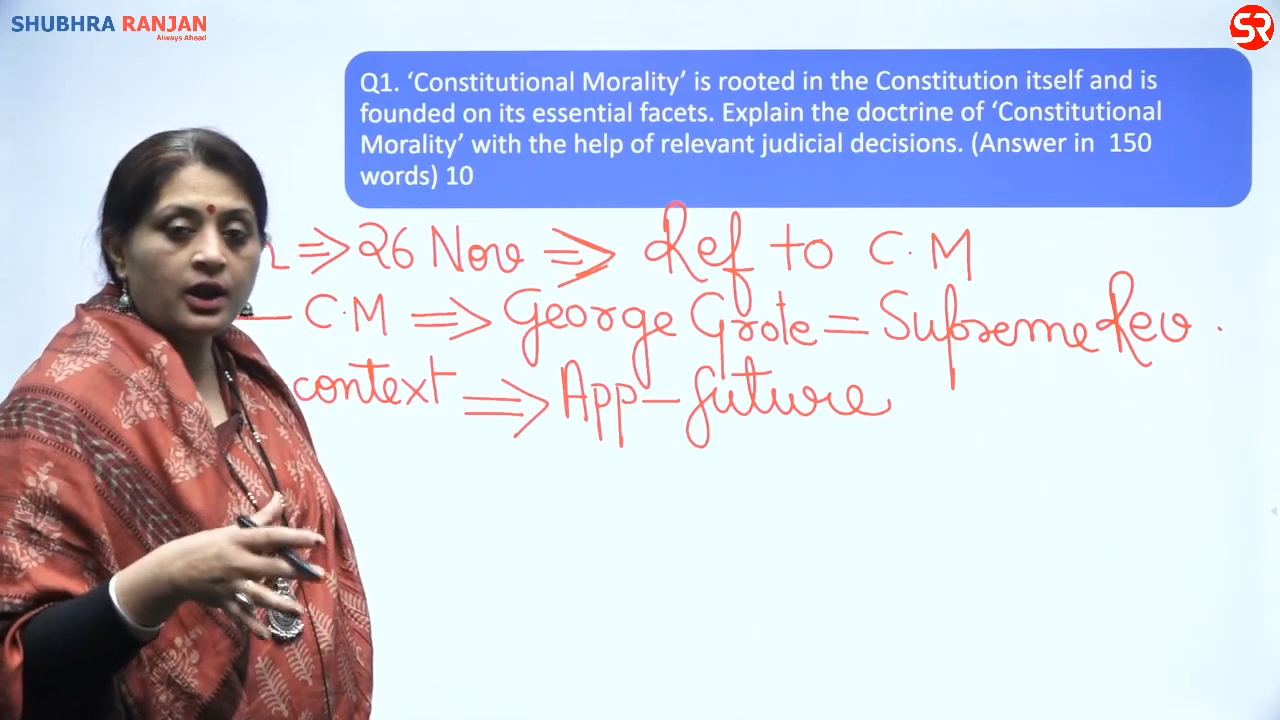 SHUBHRA RANJAN
Always Ahead
SR
Q1. ‘Constitutional Morality’ is rooted in the Constitution itself and is
founded on its essential facets. Explain the doctrine of ‘Constitutional
Morality’ with the help of relevant judicial decisions. (Answer in 150
words) 10
⇒ 26 Nov ⇒ Ref to C.M
— C.M ⇒ George Grote = Supreme Rev.
context ⇒ App – future